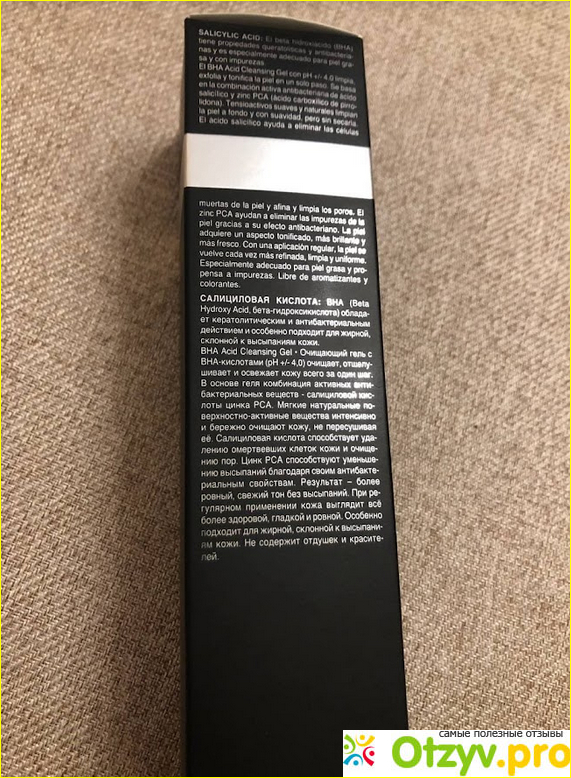 SALICYLIC ACID: El beta hidroxiácido (BHA)
tiene propiedades queratolíticas y antibacteria-
nas y es especialmente adecuado para piel gra-
sa y con impurezas
El BHA Acid Cleansing Gel con pH +/- 4.0 limpia,
exfolia y tonifica la piel en un solo paso. Se basa
en la combinación activa antibacteriana de ácido
salicílico y zinc PCA (ácido carboxílico de pirro-
lidona). Tensioactivos suaves y naturales limpian
la piel a fondo y con suavidad, pero sin secarla.
El ácido salicílico ayuda a eliminar las células
muertas de la piel y afina y limpia los poros. El
zinc PCA ayudan a eliminar las impurezas de la
piel gracias a su efecto antibacteriano. La piel
adquiere un aspecto tonificado, más brillante y
más fresco. Con una aplicación regular, la piel se
vuelve cada vez más refinada, limpia y uniforme.
Especialmente adecuado para piel grasa y pro-
pensa a impurezas. Libre de aromatizantes y
colorantes.
САЛИЦИЛОВАЯ КИСЛОТА: BHA (Beta
Hydroxy Acid, бета-гидроксикислота) облада-
ет кератолитическим и антибактериальным
действием и особенно подходит для жирной,
склонной к высыпаниям кожи.
BHA Acid Cleansing Gel • Очищающий гель с
BHA-кислотами (pH +/- 4,0) очищает, отшелу-
шивает и освежает кожу всего за один шаг.
В основе геля комбинация активных анти-
бактериальных веществ - салициловой кис-
лоты цинка PCA. Мягкие натуральные по-
верхностно-активные вещества интенсивно
и бережно очищают кожу, не пересушивая
её. Салициловая кислота способствует уда-
лению омертвевших клеток кожи и очище-
нию пор. Цинк PCA способствуют уменьше-
нию высыпаний благодаря своим антибакте-
риальным свойствам. Результат – более
ровный, свежий тон без высыпаний. При ре-
гулярном применении кожа выглядит всё
более здоровой, гладкой и ровной. Особенно
подходит для жирной, склонной к высыпани-
ям кожи. Не содержит отдушек и красите-
лей.
самые полезные отзывы
Otzyv.pro